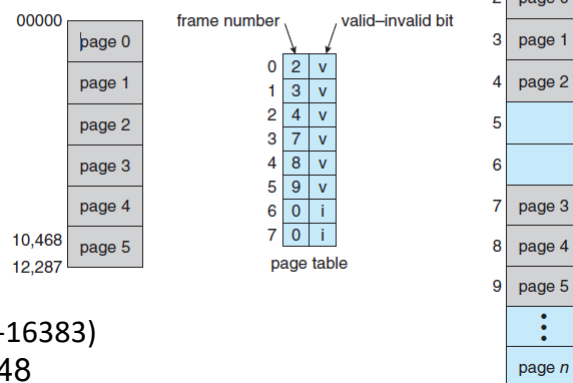 00000
page 0
page 1
page 2
page 3
page 4
10,468
page 5
12,287
frame number
valid–invalid bit
0 2 v
1 3 v
2 4 v
3 7 v
4 8 v
5 9 v
6 0 i
7 0 i
page table
2
3 page 1
4 page 2
5
6
7 page 3
8 page 4
9 page 5
page n
-16383)
48